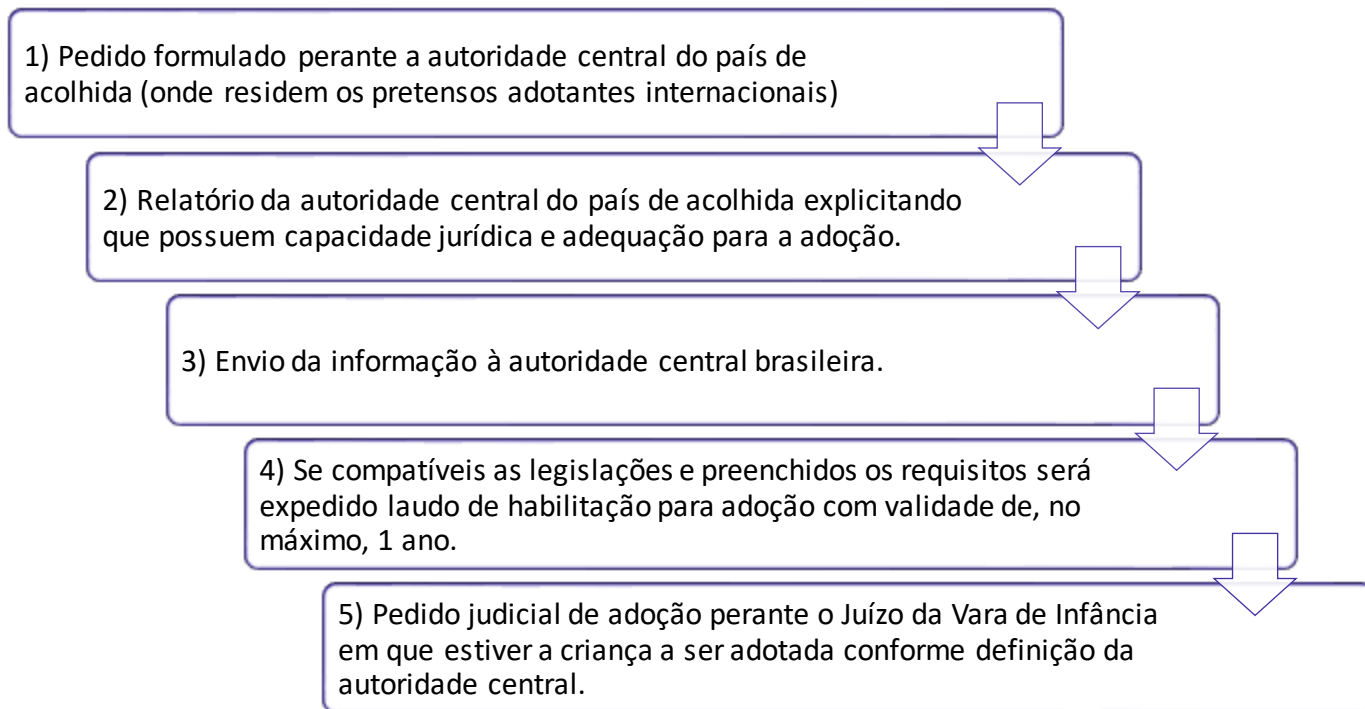 1) Pedido formulado perante a autoridade central do país de
acolhida (onde residem os pretensos adotantes internacionais)
2) Relatório da autoridade central do país de acolhida explicitando
que possuem capacidade jurídica e adequação para a adoção.
3) Envio da informação à autoridade central brasileira.
4) Se compatíveis as legislações e preenchidos os requisitos será
expedido laudo de habilitação para adoção com validade de, no
máximo, 1 ano.
5) Pedido judicial de adoção perante o Juízo da Vara de Infância
em que estiver a criança a ser adotada conforme definição da
autoridade central.